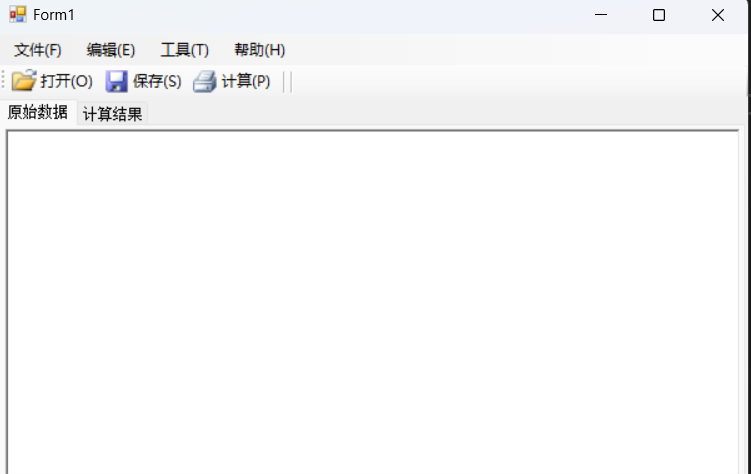 Form1
文件(F) 编辑(E) 工具(T) 帮助(H)
打开(O) 保存(S) 计算(P)
原始数据 计算结果